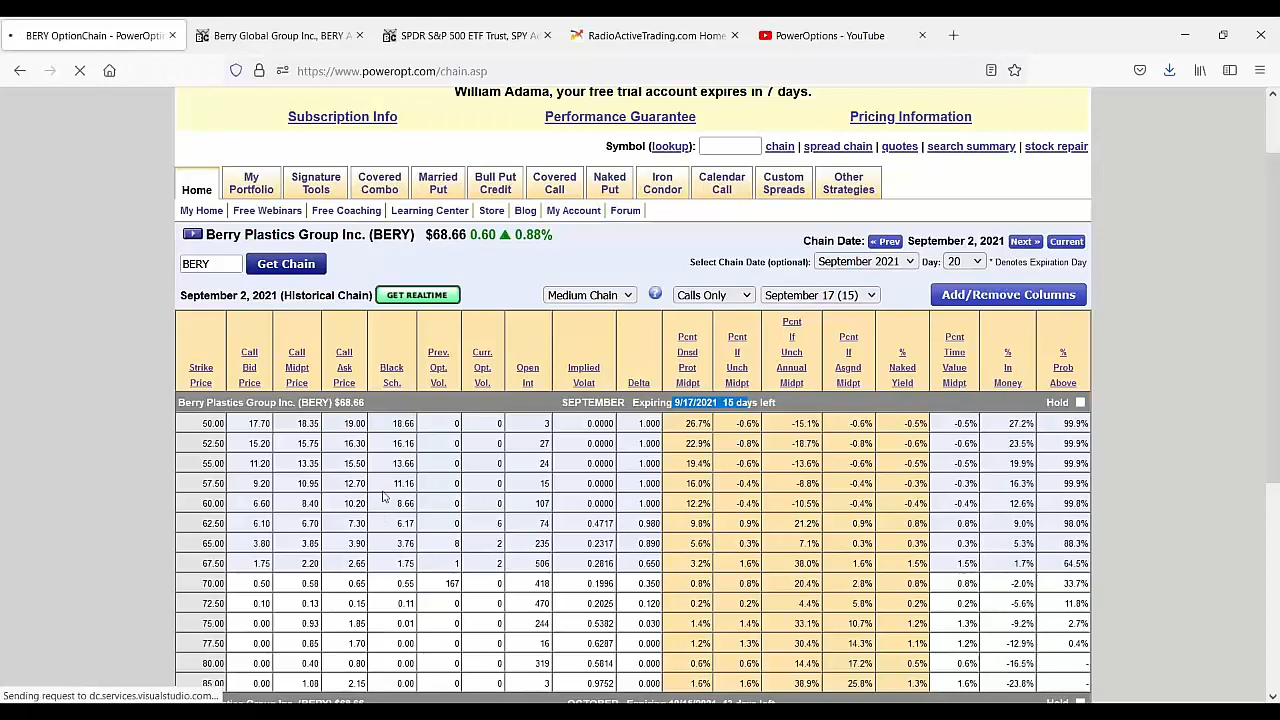 BERY OptionChain - PowerOpti
Berry Global Group Inc., BERY A
SPDR S&P 500 ETF Trust, SPY A
RadioActiveTrading.com Home
PowerOptions - YouTube
https://www.poweropt.com/chain.asp
William Adama, your free trial account expires in 7 days.
Subscription Info Performance Guarantee Pricing Information
Symbol (lookup): chain | spread chain | quotes | search summary | stock repair
Home My Portfolio Signature Tools Covered Combo Married Put Bull Put Credit Covered Call Naked Put Iron Condor Calendar Call Custom Spreads Other Strategies
My Home | Free Webinars | Free Coaching | Learning Center | Store | Blog | My Account | Forum |
Berry Plastics Group Inc. (BERY) $68.66 0.60 ▲ 0.88%
Chain Date: « Prev September 2, 2021 Next » Current
BERY Get Chain
Select Chain Date (optional): September 2021 Day: 20 * Denotes Expiration Day
September 2, 2021 (Historical Chain) GET REALTIME Medium Chain ? Calls Only September 17 (15) Add/Remove Columns
Strike Price Call Bid Price Call Midpt Price Call Ask Price Black Sch. Prev. Opt. Vol. Curr. Opt. Vol. Open Int Implied Volat Delta Pcnt Dnsd Prot Midpt Pcnt If Unch Midpt Pcnt If Unch Annual Midpt Pcnt If Asgnd Midpt % Naked Yield Pcnt Time Value Midpt % In Money % Prob Above
Berry Plastics Group Inc. (BERY) $68.66 SEPTEMBER Expiring 9/17/2021 15 days left Hold
50.00 17.70 18.35 19.00 18.66 0 0 3 0.0000 1.000 26.7% -0.6% -15.1% -0.6% -0.5% -0.5% 27.2% 99.9%
52.50 15.20 15.75 16.30 16.16 0 0 27 0.0000 1.000 22.9% -0.8% -18.7% -0.8% -0.6% -0.6% 23.5% 99.9%
55.00 11.20 13.35 15.50 13.66 0 0 24 0.0000 1.000 19.4% -0.6% -13.6% -0.6% -0.5% -0.5% 19.9% 99.9%
57.50 9.20 10.95 12.70 11.16 0 0 15 0.0000 1.000 16.0% -0.4% -8.8% -0.4% -0.3% -0.3% 16.3% 99.8%
60.00 6.60 8.40 10.20 8.66 0 0 107 0.0000 1.000 12.2% -0.4% -10.5% -0.4% -0.4% -0.4% 12.6% 99.8%
62.50 6.10 6.70 7.30 6.17 0 6 74 0.4717 0.980 9.8% 0.9% 21.2% 0.9% 0.8% 0.8% 9.0% 98.0%
65.00 3.80 3.85 3.90 3.76 8 2 235 0.2317 0.890 5.6% 0.3% 7.1% 0.3% 0.3% 0.3% 5.3% 88.3%
67.50 1.75 2.20 2.65 1.75 1 2 506 0.2816 0.650 3.2% 1.6% 38.0% 1.6% 1.5% 1.5% 1.7% 64.5%
70.00 0.50 0.58 0.65 0.55 167 0 418 0.1996 0.350 0.8% 0.8% 20.4% 2.8% 0.8% 0.8% -2.0% 33.7%
72.50 0.10 0.13 0.15 0.11 0 0 470 0.2025 0.120 0.2% 0.2% 4.4% 5.8% 0.2% 0.2% -5.6% 11.8%
75.00 0.00 0.93 1.85 0.01 0 0 244 0.5382 0.030 1.4% 1.4% 33.1% 10.7% 1.2% 1.3% -9.2% 2.7%
77.50 0.00 0.85 1.70 0.00 0 0 16 0.6287 0.000 1.2% 1.3% 30.4% 14.3% 1.1% 1.2% -12.9% 0.4%
80.00 0.00 0.40 0.80 0.00 0 0 319 0.5814 0.000 0.6% 0.6% 14.4% 17.2% 0.5% 0.6% -16.5% -
85.00 0.00 1.08 2.15 0.00 0 0 3 0.9752 0.000 1.6% 1.6% 38.9% 25.8% 1.3% 1.6% -23.8% -
Sending request to dc.services.visualstudio.com...